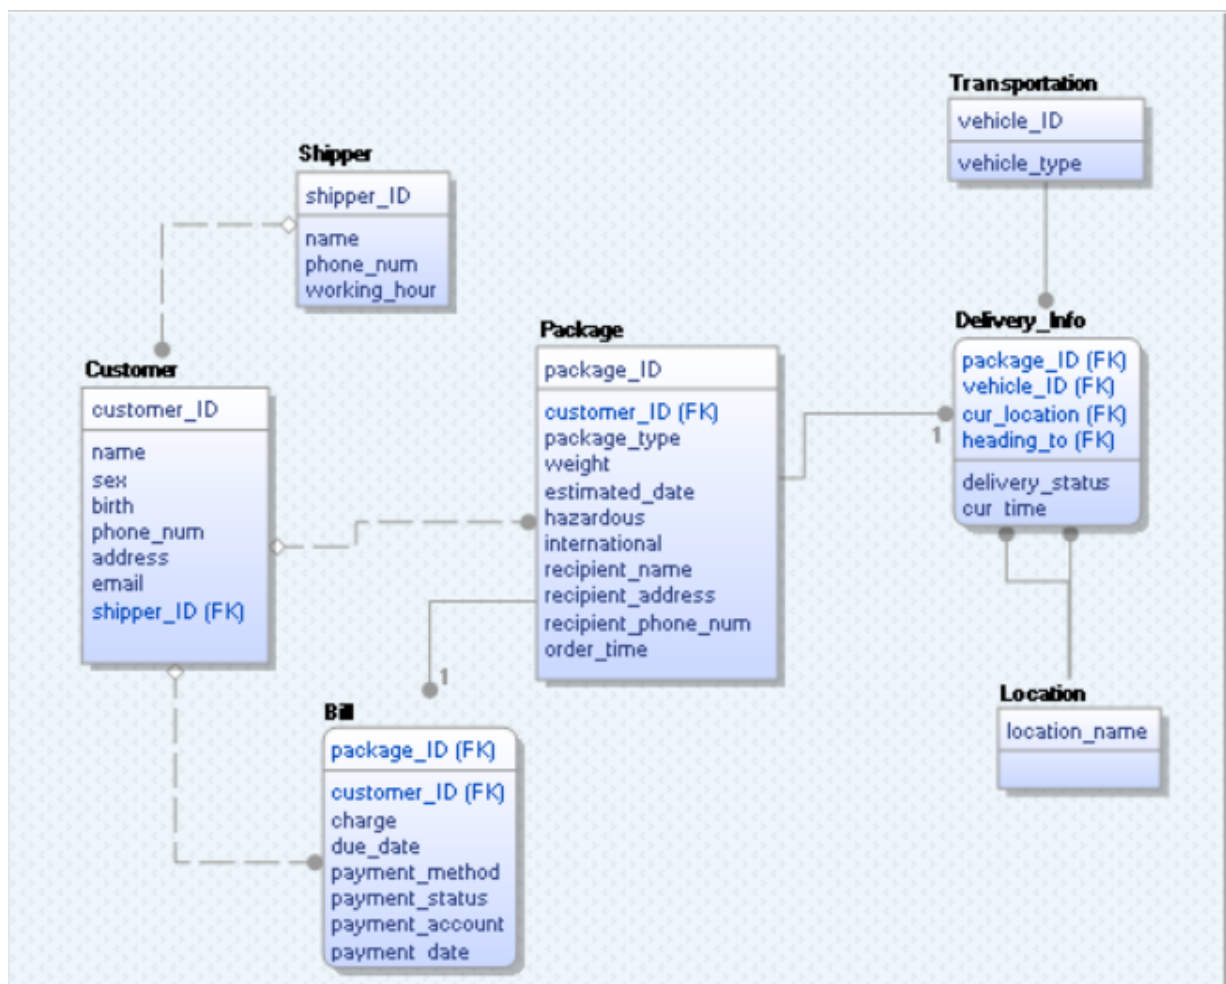 Transportation
vehicle_ID
vehicle_type
Shipper
shipper_ID
name
phone_num
working_hour
Customer
customer_ID
name
sex
birth
phone_num
address
email
shipper_ID (FK)
Package
package_ID
customer_ID (FK)
package_type
weight
estimated_date
hazardous
international
recipient_name
recipient_address
recipient_phone_num
order_time
1
Delivery_Info
package_ID (FK)
vehicle_ID (FK)
cur_location (FK)
heading_to (FK)
delivery_status
cur_time
1
Bill
package_ID (FK)
customer_ID (FK)
charge
due_date
payment_method
payment_status
payment_account
payment_date
Location
location_name